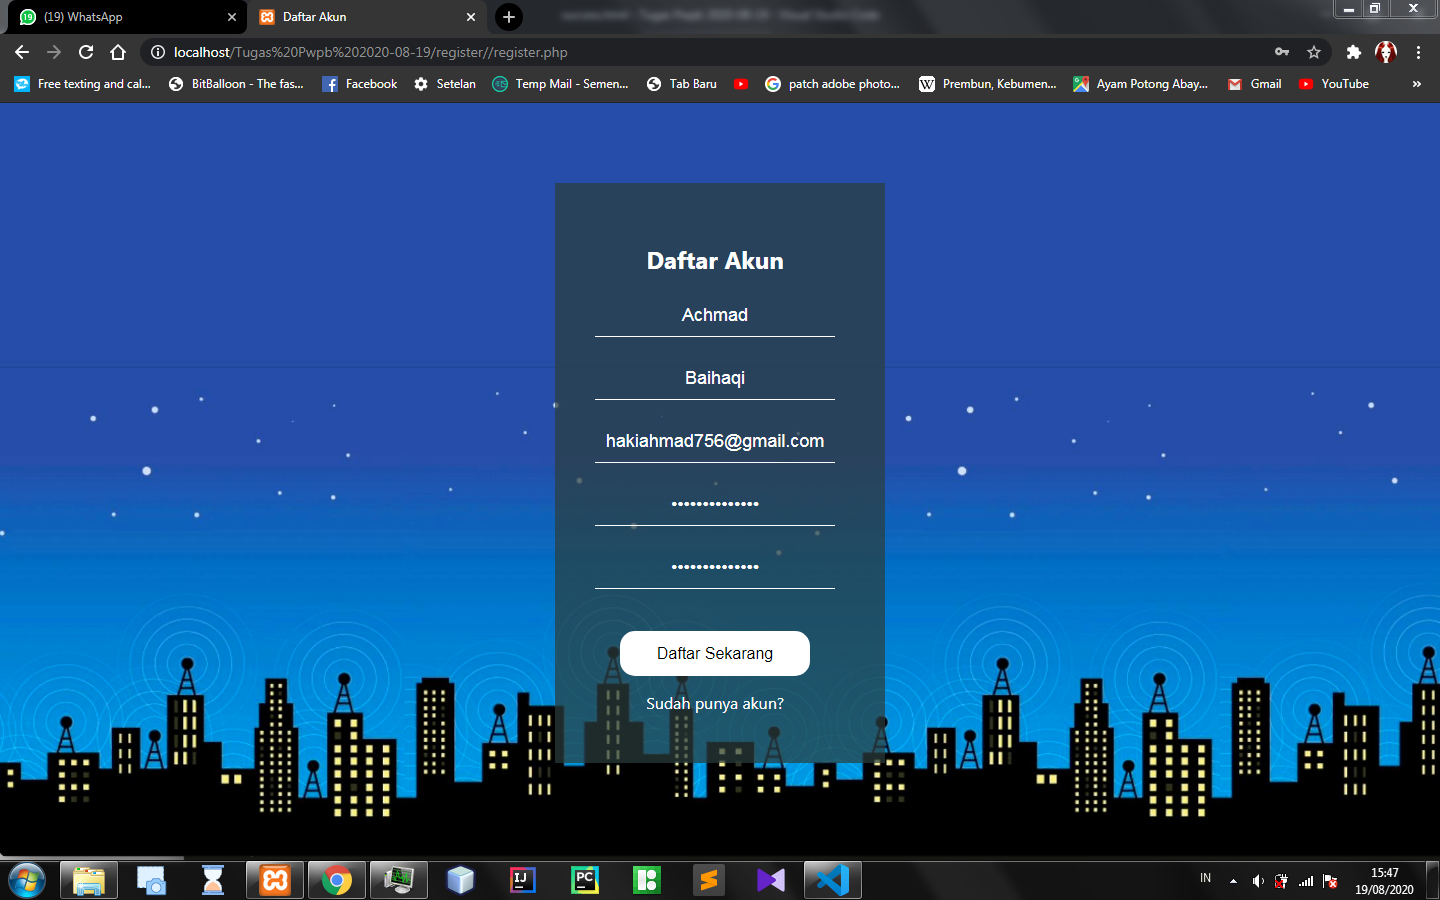 (19) WhatsApp
Daftar Akun
localhost/Tugas%20Pwpb%202020-08-19/register//register.php
Free texting and cal...
BitBalloon - The fas...
Facebook
Setelan
Temp Mail - Semen...
Tab Baru
patch adobe photo...
Prembun, Kebumen...
Ayam Potong Abay...
Gmail
YouTube
»
Daftar Akun
Achmad
Baihaqi
hakiahmad756@gmail.com
••••••••••••••
••••••••••••••
Daftar Sekarang
Sudah punya akun?
IN
15:47
19/08/2020